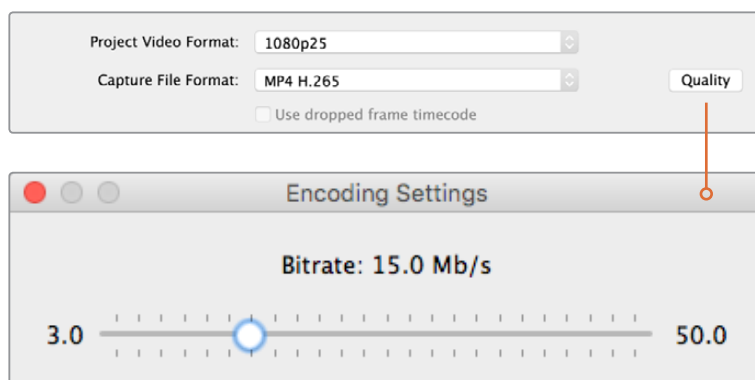 Project Video Format: 1080p25
Capture File Format: MP4 H.265 Quality
Use dropped frame timecode
Encoding Settings
Bitrate: 15.0 Mb/s
3.0 50.0